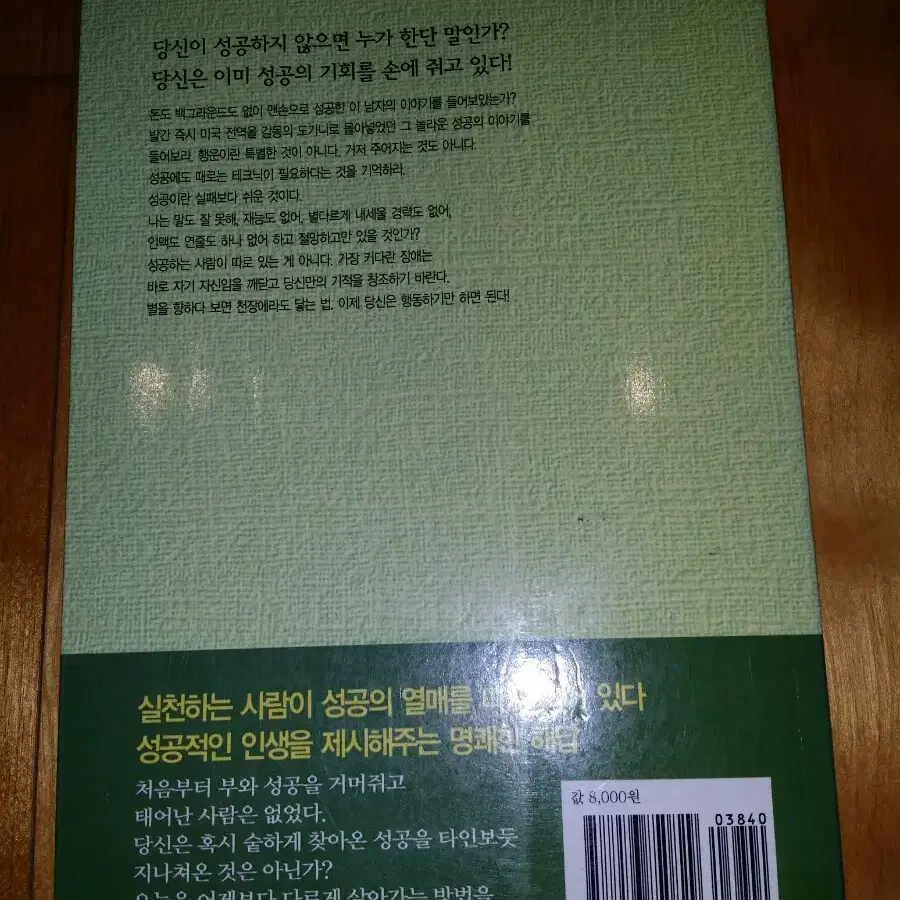 당신이 성공하지 않으면 누가 한단 말인가?
당신은 이미 성공의 기회를 손에 쥐고 있다!
돈도 백그라운드도 없이 맨손으로 성공한 이 남자의 이야기를 들어보았는가?
발간 즉시 미국 전역을 감동의 도가니로 몰아넣었던 그 놀라운 성공의 이야기를
들어보라. 행운이란 특별한 것이 아니다. 거저 주어지는 것도 아니다.
성공에도 때로는 테크닉이 필요하다는 것을 기억하라.
성공이란 실패보다 쉬운 것이다.
나는 말도 잘 못해, 재능도 없어, 별다르게 내세울 경력도 없어,
인맥도 연줄도 하나 없어 하고 절망하고만 있을 것인가?
성공하는 사람이 따로 있는 게 아니다. 가장 커다란 장애는
바로 자기 자신임을 깨닫고 당신만의 기적을 창조하기 바란다.
별을 향하다 보면 천장에라도 닿는 법. 이제 당신은 행동하기만 하면 된다!
실천하는 사람이 성공의 열매를 있다
성공적인 인생을 제시해주는 명쾌한 해답
처음부터 부와 성공을 거머쥐고
태어난 사람은 없었다.
당신은 혹시 숱하게 찾아온 성공을 타인보듯
지나쳐온 것은 아닌가?
오늘은 어제보다 다르게 살아가는 방법을
값 8,000원
03840